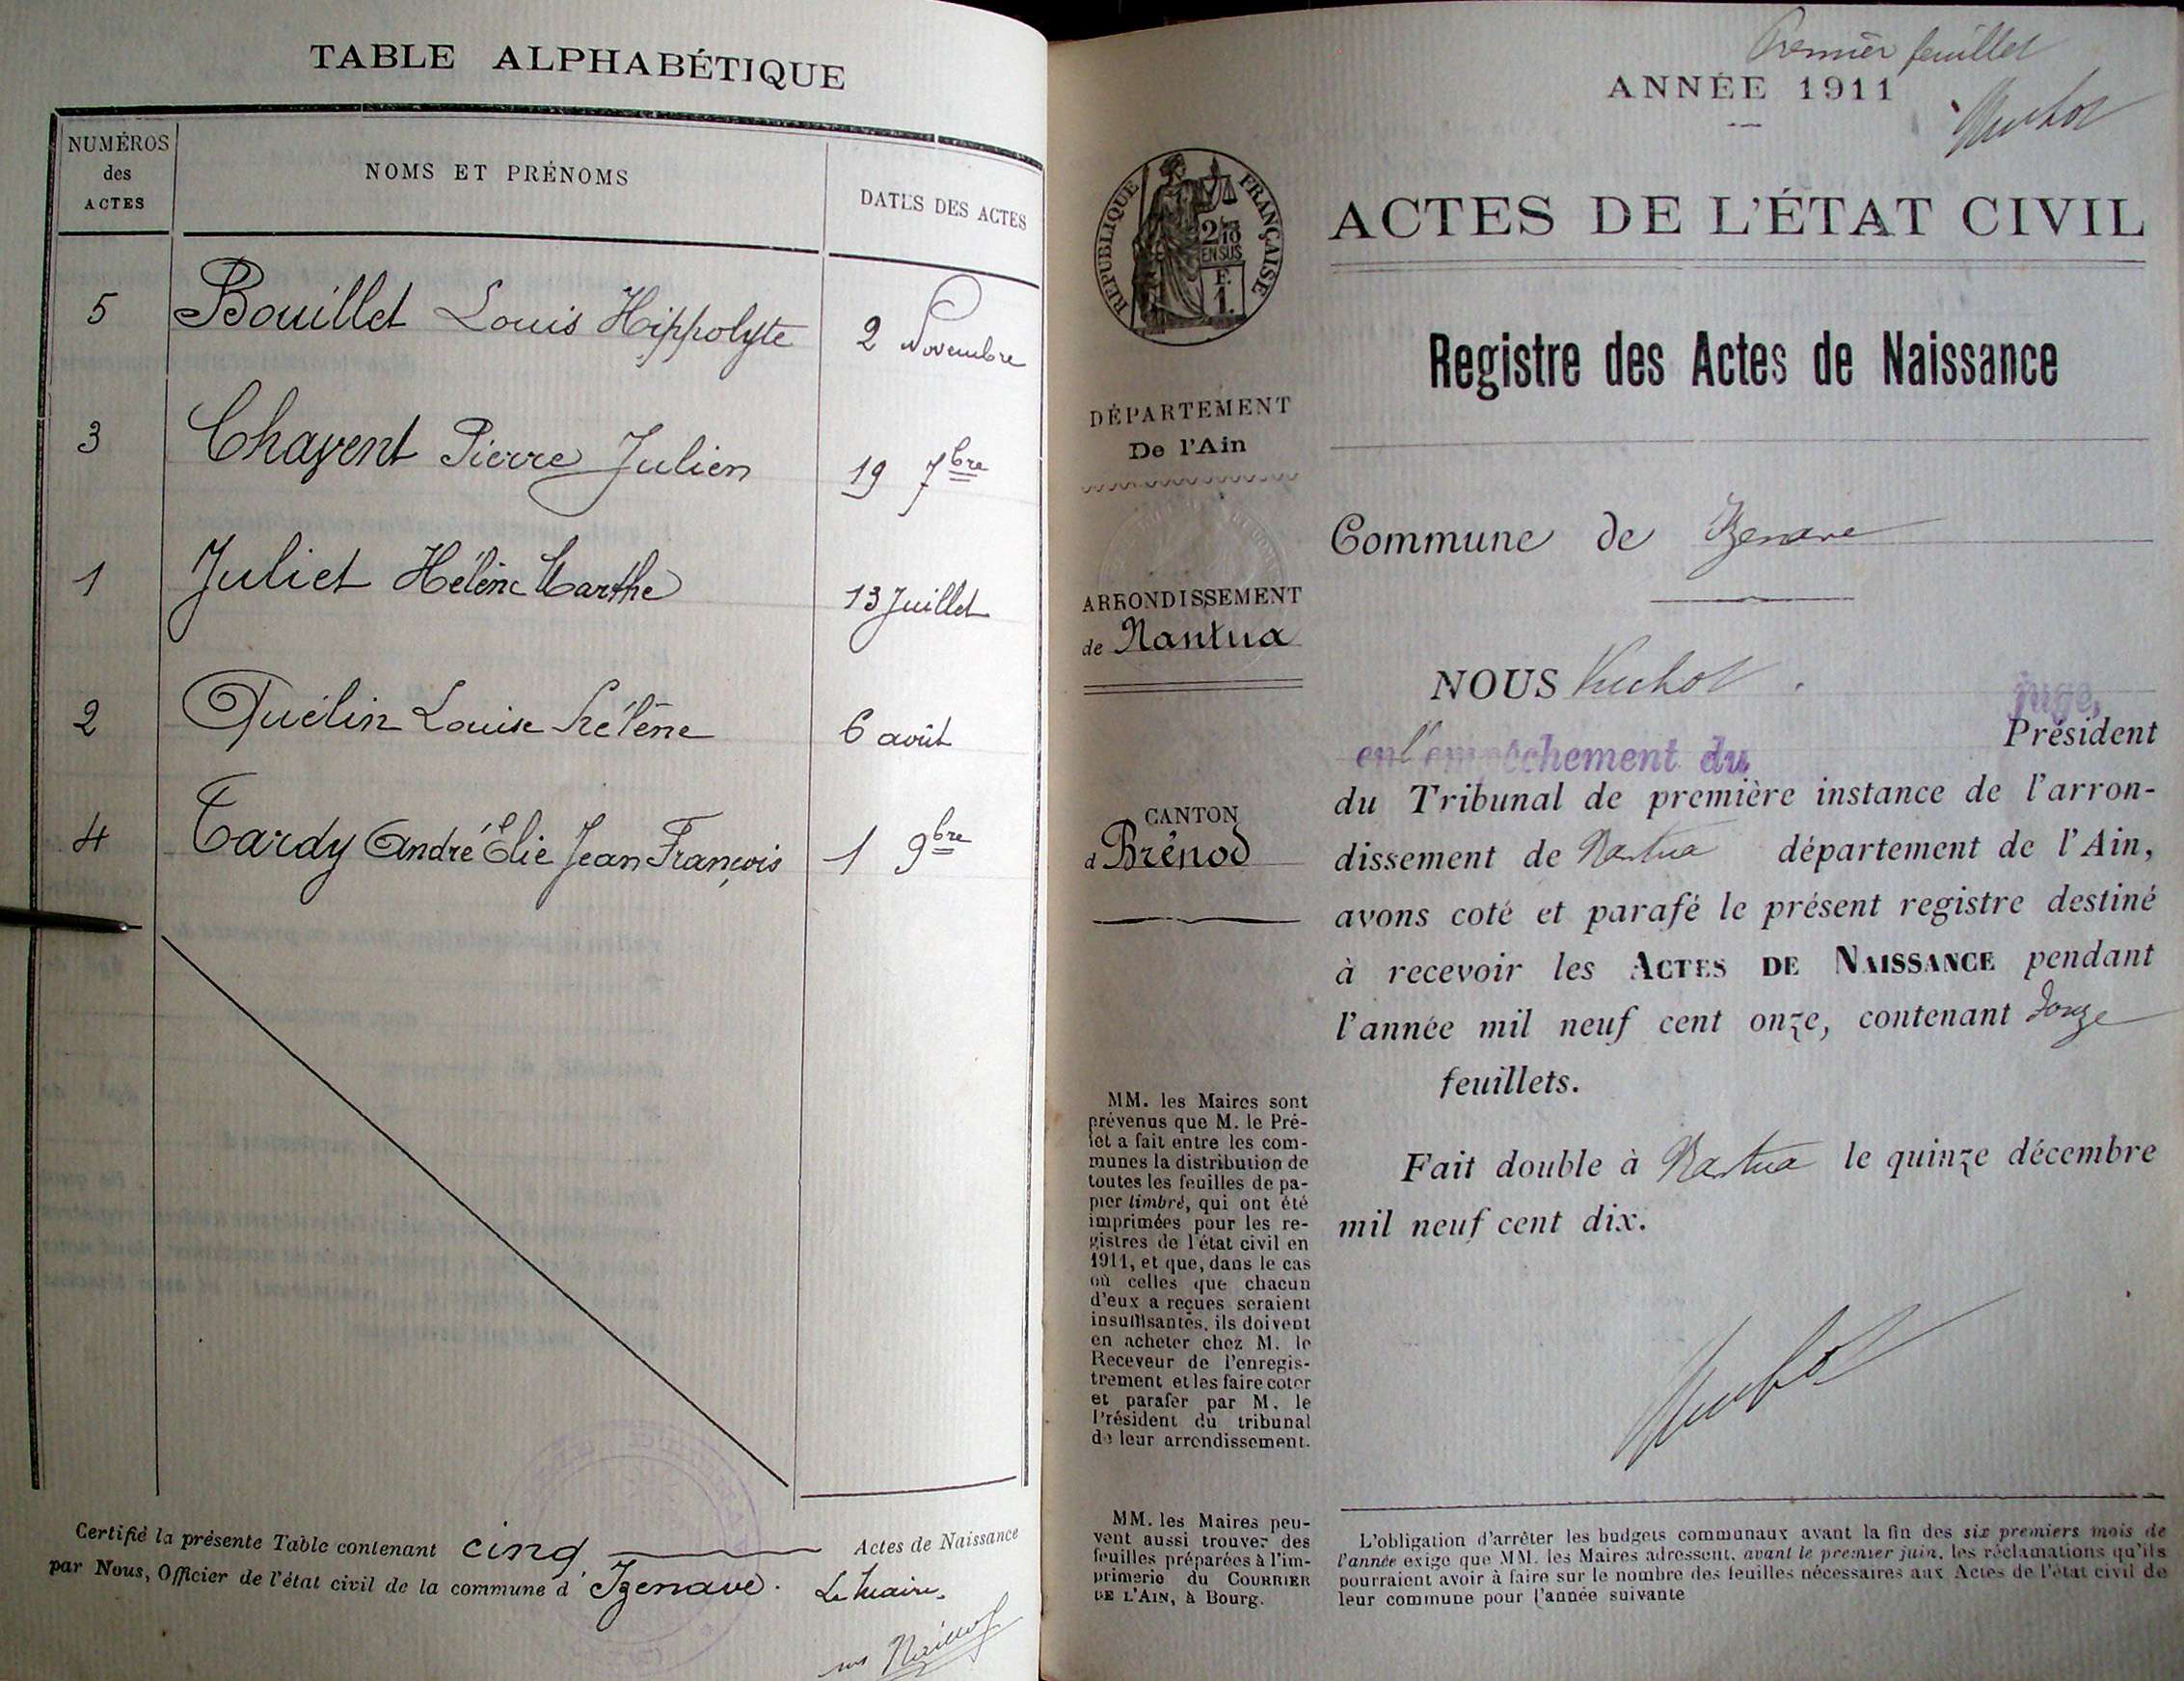 TABLE ALPHABÉTIQUE
NUMÉROS des ACTES
NOMS ET PRÉNOMS
DATES DES ACTES
5 Bouillet Louis Hippolyte 2 Novembre
3 Chavent Pierre Julien 19 7bre
1 Juliet Hélène Marthe 13 Juillet
2 Quélin Louise Hélène 6 août
4 Tardy André Élie Jean François 1 9bre
Certifié la présente Table contenant cinq Actes de Naissance
par Nous, Officier de l'état civil de la commune d'Izenave. Le Maire,
Premier feuillet
ANNÉE 1911
ACTES DE L'ÉTAT CIVIL
RÉPUBLIQUE FRANÇAISE
2/10
EN SUS
F.
1.
Registre des Actes de Naissance
DÉPARTEMENT
De l'Ain
Commune de Izenave
ARRONDISSEMENT
de Nantua
CANTON
d Brénod
NOUS
juge,
en l'empêchement du Président
du Tribunal de première instance de l'arron-
dissement de Nantua département de l'Ain,
avons coté et parafé le présent registre destiné
à recevoir les ACTES DE NAISSANCE pendant
l'année mil neuf cent onze, contenant douze
feuillets.
Fait double à Nantua le quinze décembre
mil neuf cent dix.
MM. les Maires sont
prévenus que M. le Pré-
fet a fait entre les com-
munes la distribution de
toutes les feuilles de pa-
pier timbré, qui ont été
imprimées pour les re-
gistres de l'état civil en
1911, et que, dans le cas
où celles que chacun
d'eux a reçues seraient
insuffisantes, ils doivent
en acheter chez M. le
Receveur de l'enregis-
trement et les faire coter
et parafer par M. le
Président du tribunal
de leur arrondissement.
MM. les Maires peu-
vent aussi trouver des
feuilles préparées à l'im-
primerie du COURRIER
DE L'AIN, à Bourg.
L'obligation d'arrêter les budgets communaux avant la fin des six premiers mois de
l'année exige que MM. les Maires adressent, avant le premier juin, les réclamations qu'ils
pourraient avoir à faire sur le nombre des feuilles nécessaires aux Actes de l'état civil de
leur commune pour l'année suivante